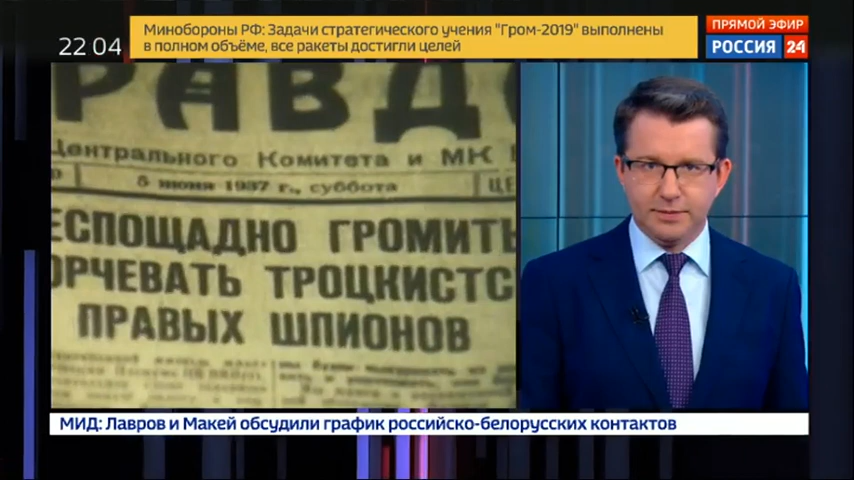 22 04
Минобороны РФ: Задачи стратегического учения "Гром-2019" выполнены
в полном объёме, все ракеты достигли целей
ПРЯМОЙ ЭФИР
РОССИЯ 24
РАВД
Центрального Комитета и МК
5 июня 1937 г., суббота
ЕСПОЩАДНО ГРОМИТЬ
ОРЧЕВАТЬ ТРОЦКИСТС
ПРАВЫХ ШПИОНОВ
МИД: Лавров и Макей обсудили график российско-белорусских контактов